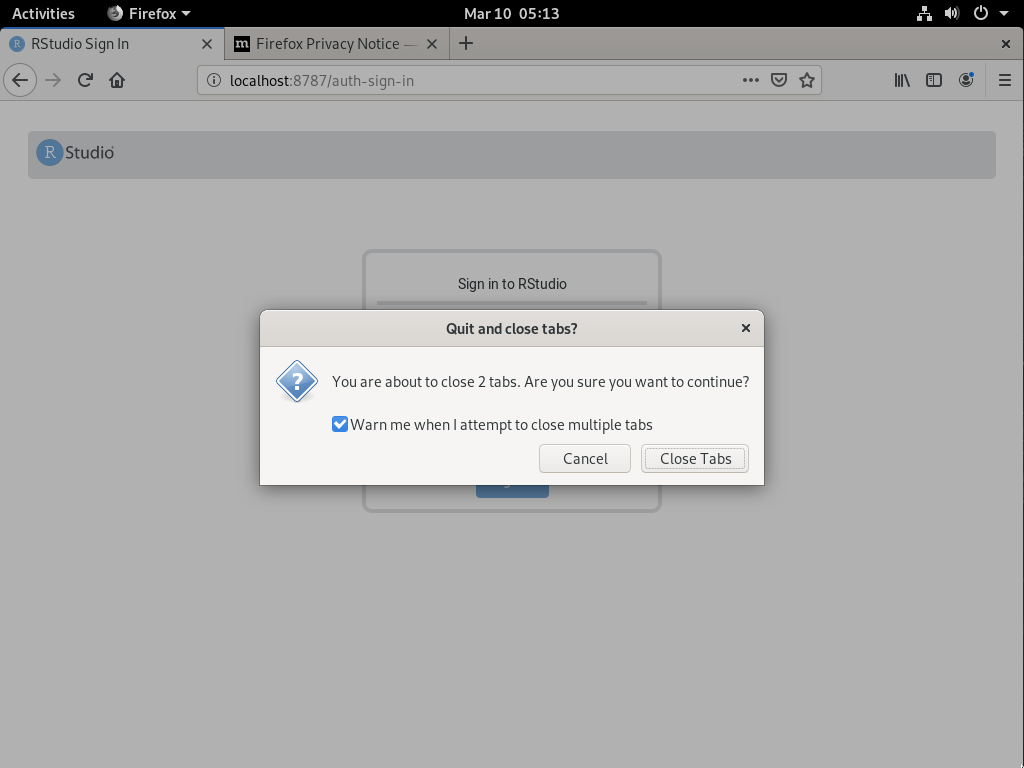 Activities Firefox Mar 10 05:13
RStudio Sign In Firefox Privacy Notice —
localhost:8787/auth-sign-in
R Studio
Sign in to RStudio
Quit and close tabs?
You are about to close 2 tabs. Are you sure you want to continue?
Warn me when I attempt to close multiple tabs
Cancel Close Tabs